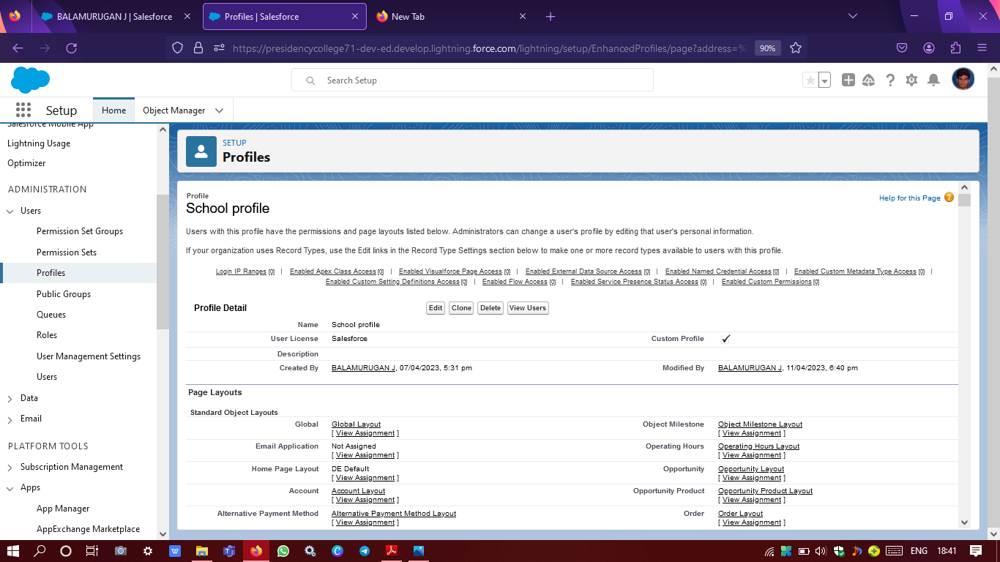 BALAMURUGAN J | Salesforce
Profiles | Salesforce
New Tab
https://presidencycollege71-dev-ed.develop.lightning.force.com/lightning/setup/EnhancedProfiles/page?address=%
90%
Search Setup
Setup
Home
Object Manager
Salesforce Mobile App
Lightning Usage
Optimizer
ADMINISTRATION
Users
Permission Set Groups
Permission Sets
Profiles
Public Groups
Queues
Roles
User Management Settings
Users
Data
Email
PLATFORM TOOLS
Subscription Management
Apps
App Manager
AppExchange Marketplace
SETUP
Profiles
Profile
School profile
Help for this Page ?
Users with this profile have the permissions and page layouts listed below. Administrators can change a user's profile by editing that user's personal information.
If your organization uses Record Types, use the Edit links in the Record Type Settings section below to make one or more record types available to users with this profile.
Login IP Ranges [0] | Enabled Apex Class Access [0] | Enabled Visualforce Page Access [0] | Enabled External Data Source Access [0] | Enabled Named Credential Access [0] | Enabled Custom Metadata Type Access [0] |
Enabled Custom Setting Definitions Access [0] | Enabled Flow Access [0] | Enabled Service Presence Status Access [0] | Enabled Custom Permissions [0]
Profile Detail Edit Clone Delete View Users
Name School profile
User License Salesforce Custom Profile ✓
Description
Created By BALAMURUGAN J, 07/04/2023, 5:31 pm Modified By BALAMURUGAN J, 11/04/2023, 6:40 pm
Page Layouts
Standard Object Layouts
Global Global Layout Object Milestone Object Milestone Layout
[ View Assignment ] [ View Assignment ]
Email Application Not Assigned Operating Hours Operating Hours Layout
[ View Assignment ] [ View Assignment ]
Home Page Layout DE Default Opportunity Opportunity Layout
[ View Assignment ] [ View Assignment ]
Account Account Layout Opportunity Product Opportunity Product Layout
[ View Assignment ] [ View Assignment ]
Alternative Payment Method Alternative Payment Method Layout Order Order Layout
[ View Assignment ] [ View Assignment ]
ENG 18:41